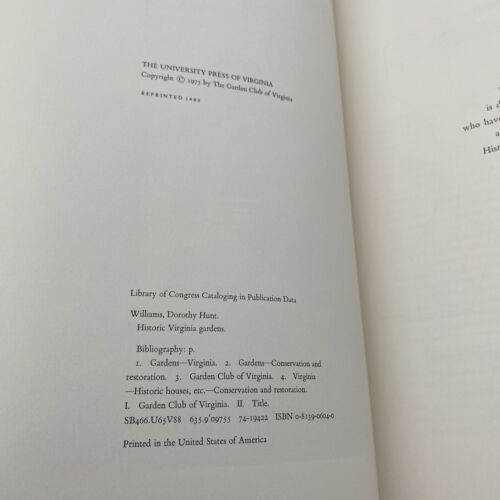 THE UNIVERSITY PRESS OF VIRGINIA
Copyright © 1975 by The Garden Club of Virginia
REPRINTED
Library of Congress Cataloging in Publication Data
Williams, Dorothy Hunt.
Historic Virginia gardens.
Bibliography: p.
1. Gardens—Virginia. 2. Gardens—Conservation and
restoration. 3. Garden Club of Virginia. 4. Virginia
—Historic houses, etc.—Conservation and restoration.
I. Garden Club of Virginia. II. Title.
SB466.U65V88 635.9'09755 74-19422 ISBN 0-8139-0604-0
Printed in the United States of America
is
who have
Hist